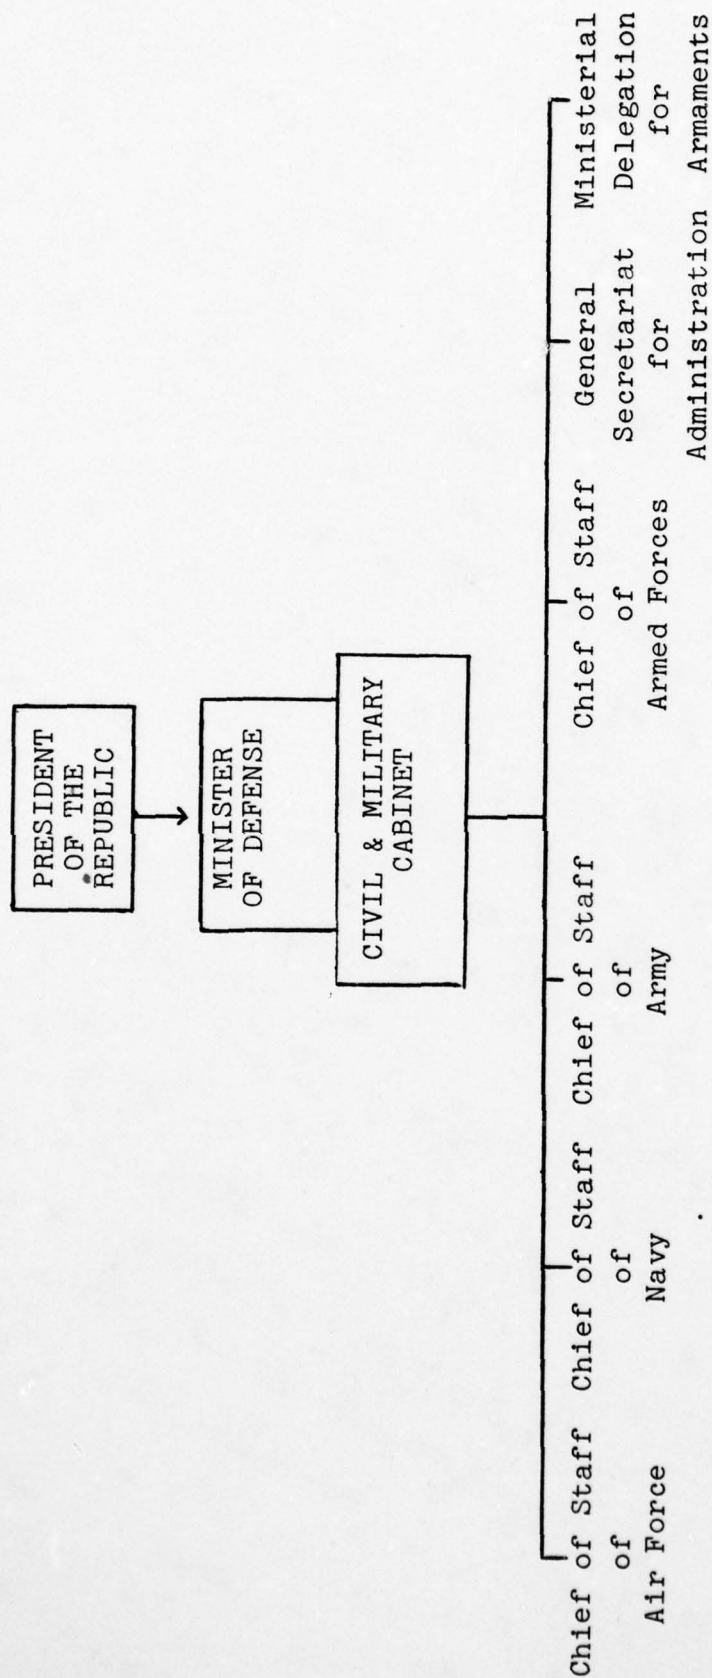 PRESIDENT
OF THE
REPUBLIC
MINISTER
OF DEFENSE
CIVIL & MILITARY
CABINET
Chief of Staff
of
Air Force
Chief of Staff
of
Navy
Chief of Staff
of
Army
Chief of Staff
of
Armed Forces
General
Secretariat
for
Administration
Ministerial
Delegation
for
Armaments